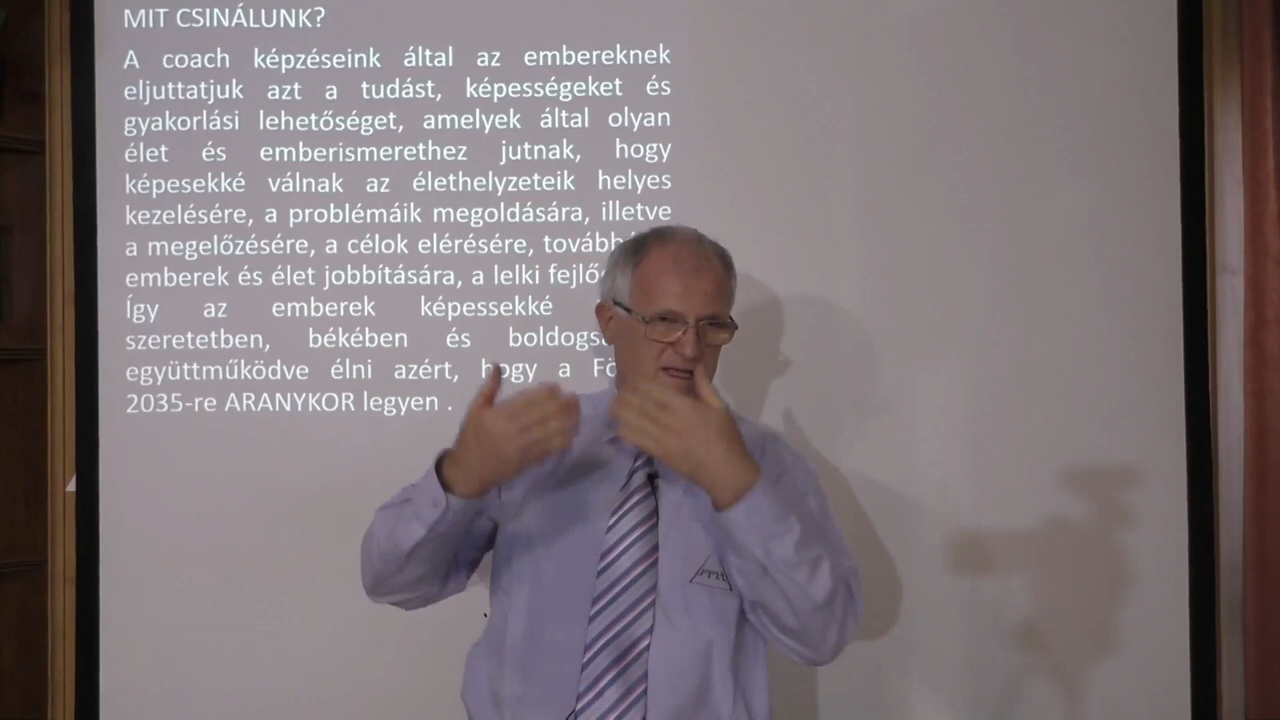 MIT CSINÁLUNK?
A coach képzéseink által az embereknek
eljuttatjuk azt a tudást, képességeket és
gyakorlási lehetőséget, amelyek által olyan
élet és emberismerethez jutnak, hogy
képesekké válnak az élethelyzeteik helyes
kezelésére, a problémáik megoldására, illetve
a megelőzésére, a célok elérésére,
emberek és élet jobbítására, a lelki
Így az emberek képessekké
szeretetben, békében és
együttműködve élni azért, hogy a
2035-re ARANYKOR legyen .